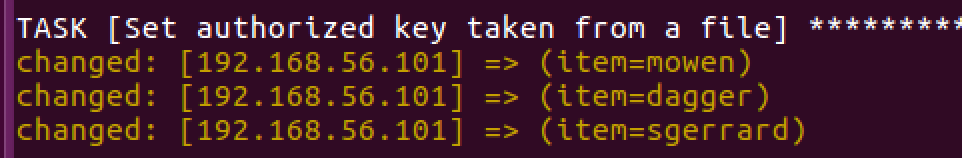 TASK [Set authorized key taken from a file] *********
changed: [192.168.56.101] => (item=mowen)
changed: [192.168.56.101] => (item=dagger)
changed: [192.168.56.101] => (item=sgerrard)